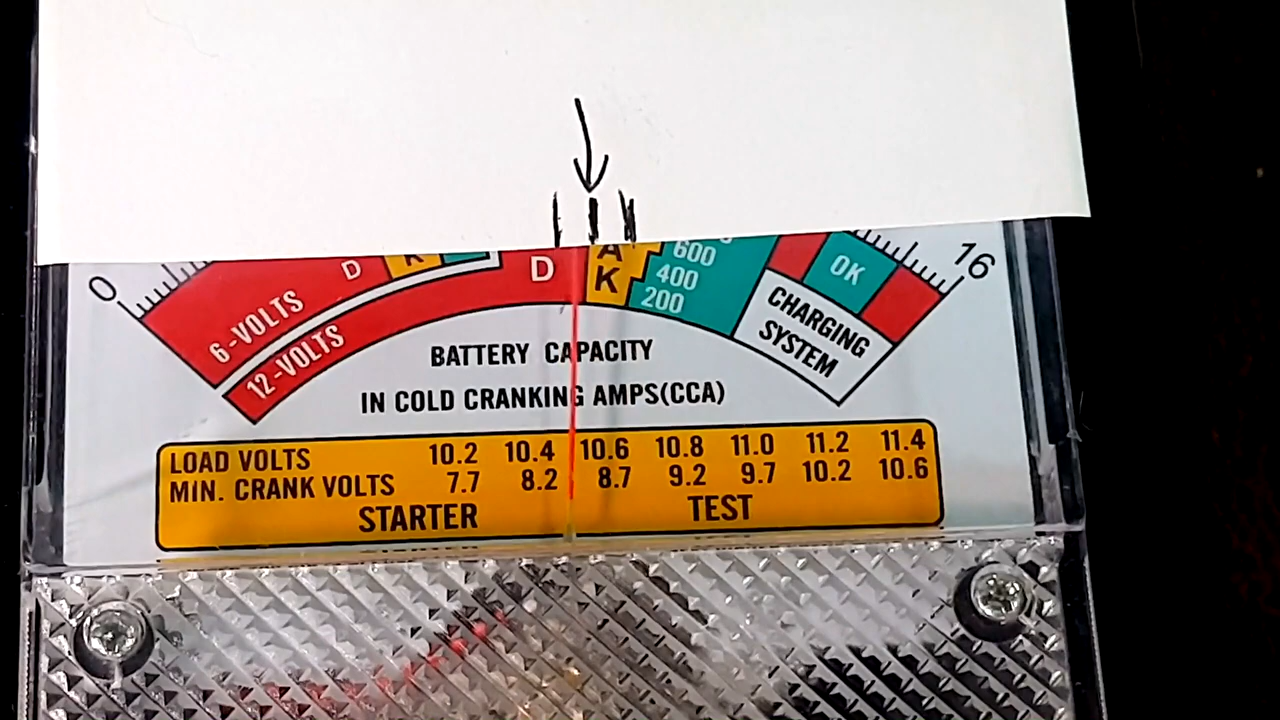 0
16
D
K
D
A
K
600
400
200
OK
6-VOLTS
12-VOLTS
CHARGING
SYSTEM
BATTERY CAPACITY
IN COLD CRANKING AMPS(CCA)
LOAD VOLTS 10.2 10.4 10.6 10.8 11.0 11.2 11.4
MIN. CRANK VOLTS 7.7 8.2 8.7 9.2 9.7 10.2 10.6
STARTER TEST